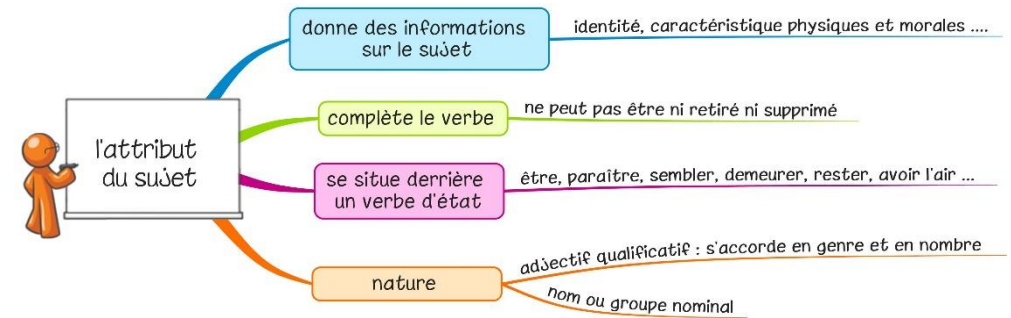 l'attribut
du sujet
donne des informations
sur le sujet
identité, caractéristique physiques et morales ....
complète le verbe
ne peut pas être ni retiré ni supprimé
se situe derrière
un verbe d'état
être, paraître, sembler, demeurer, rester, avoir l'air ...
nature
adjectif qualificatif : s'accorde en genre et en nombre
nom ou groupe nominal